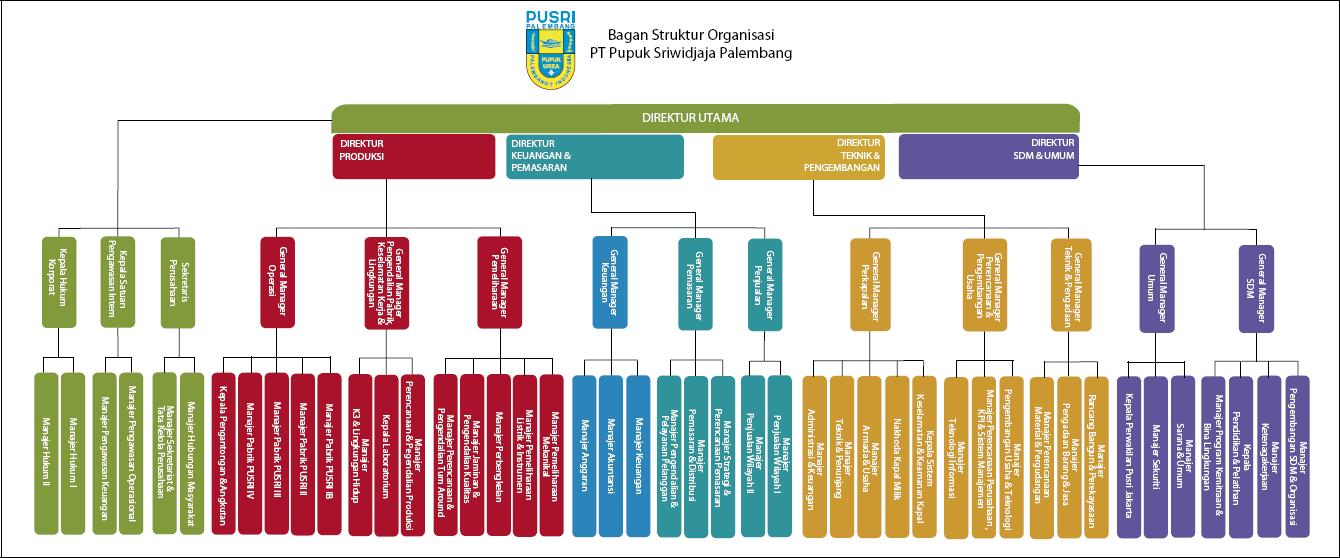 PUSRI
PALEMBANG
PUPUK
UREA
PALEMBANG INDONESIA
Bagan Struktur Organisasi
PT Pupuk Sriwidjaja Palembang
DIREKTUR UTAMA
DIREKTUR
PRODUKSI
DIREKTUR
KEUANGAN &
PEMASARAN
DIREKTUR
TEKNIK &
PENGEMBANGAN
DIREKTUR
SDM & UMUM
Kepala Hukum
Korporat
Kepala Satuan
Pengawasan Intern
Sekretaris
Perusahaan
General Manager
Operasi
General Manager
Pengendalian Pabrik,
Keselamatan Kerja &
Lingkungan
General Manager
Pemeliharaan
General Manager
Keuangan
General Manager
Pemasaran
General Manager
Penjualan
General Manager
Perkapalan
General Manager
Perencanaan &
Pengembangan
Usaha
General Manager
Teknik & Pengadaan
General Manager
Umum
General Manager
SDM
Manajer Hukum II
Manajer Hukum I
Manajer Pengawasan Keuangan
Manajer Pengawasan Operasional
Manajer Sekretariat &
Tata Kelola Perusahaan
Manajer Hubungan Masyarakat
Kepala Pengantongan & Angkutan
Manajer Pabrik PUSRI IV
Manajer Pabrik PUSRI III
Manajer Pabrik PUSRI II
Manajer Pabrik PUSRI IB
Manajer
K3 & Lingkungan Hidup
Kepala Laboratorium
Manajer
Perencanaan & Pegendalian Produksi
Manajer Perencanaan &
Pengendalian Turn Around
Manajer Jaminan &
Pengendalian Kualitas
Manajer Perbengkelan
Manajer Pemeliharaan
Listrik & Instrumen
Manajer Pemeliharaan
Mekanikal
Manajer Anggaran
Manajer Akuntansi
Manajer Keuangan
Manajer Pengendalian &
Pelayanan Pelanggan
Manajer
Pemasaran & Distribusi
Manajer Strategi &
Perencanaan Pemasaran
Manajer
Penjualan Wilayah II
Manajer
Penjualan Wilayah I
Manajer
Administrasi & Keuangan
Manajer
Teknik & Penunjang
Manajer
Armada & Usaha
Nakhoda Kapal Milik
Kepala Sistem
Keselamatan & Keamanan Kapal
Manajer
Teknologi Informasi
Manajer Perencanaan Perusahaan,
KPI & Sistem Manajemen
Manajer
Pengembangan Usaha & Teknologi
Manajer Perencanaan
Material & Pergudangan
Manajer
Pengadaan Barang & Jasa
Manajer
Rancang Bangun & Perekayasaan
Kepala Perwakilan Pusri Jakarta
Manajer Sekuriti
Manajer
Sarana & Umum
Manajer Program Kemitraan &
Bina Lingkungan
Kepala
Pendidikan & Pelatihan
Manajer
Ketenagakerjaan
Manajer
Pengembangan SDM & Organisasi